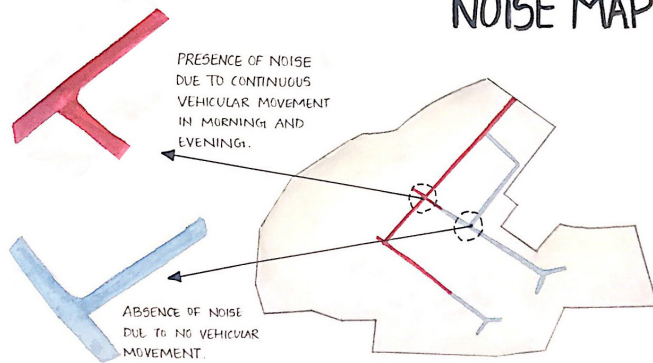 NOISE MAP
PRESENCE OF NOISE
DUE TO CONTINUOUS
VEHICULAR MOVEMENT
IN MORNING AND
EVENING.
ABSENCE OF NOISE
DUE TO NO VEHICULAR
MOVEMENT.